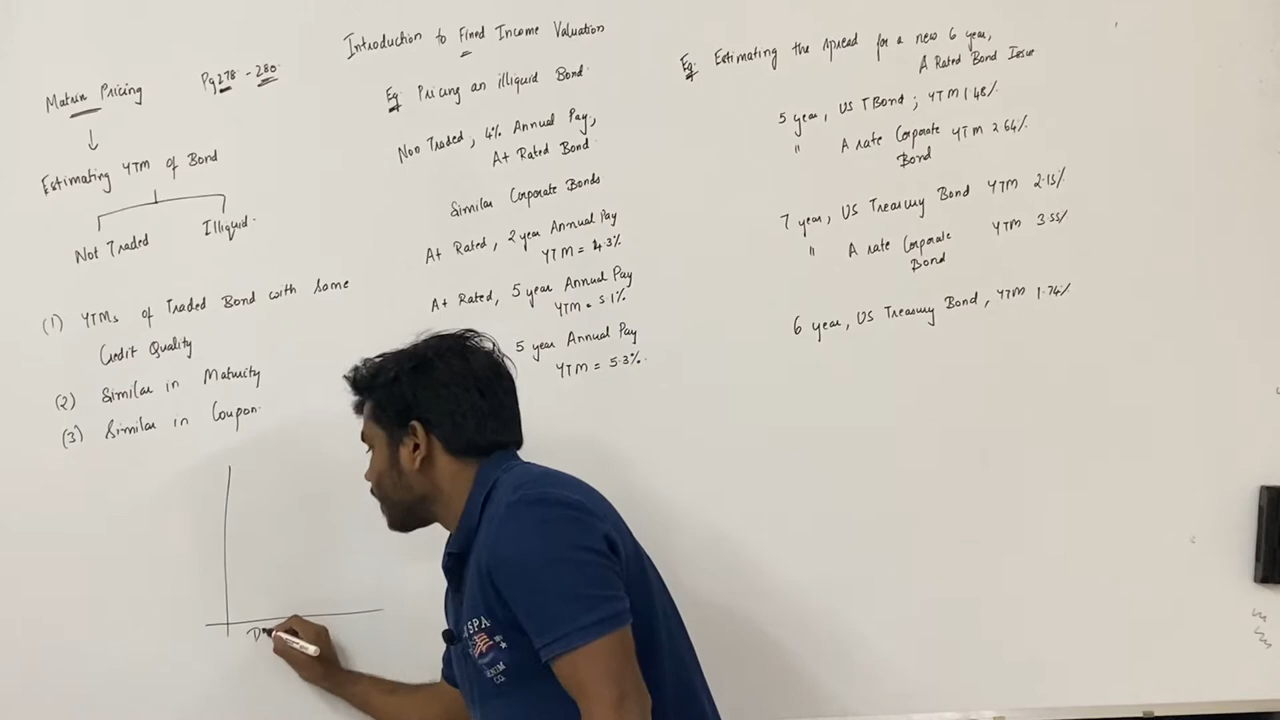 Introduction to Fixed Income Valuation
Matrix Pricing
Pg 278 - 280
Estimating YTM of Bond
Not Traded
Illiquid.
(1) YTMs of Traded Bond with Same
Credit Quality
(2) Similar in Maturity
(3) Similar in Coupon.
Eg: Pricing an illiquid Bond
Non Traded, 4% Annual Pay,
A+ Rated Bond
Similar Corporate Bonds
A+ Rated, 2 year Annual Pay
YTM = 4.3%
A+ Rated, 5 year Annual Pay
YTM = 5.1%
5 year Annual Pay
YTM = 5.3%.
Eg: Estimating the spread for a new 6 year,
A Rated Bond Issue
5 year, US T Bond; YTM 1.48%
" A rate Corporate YTM 2.64%
Bond
7 year, US Treasury Bond YTM 2.15%
" A rate Corporate YTM 3.55%
Bond
6 year, US Treasury Bond, YTM 1.74%
USPA
DENIM
CO.